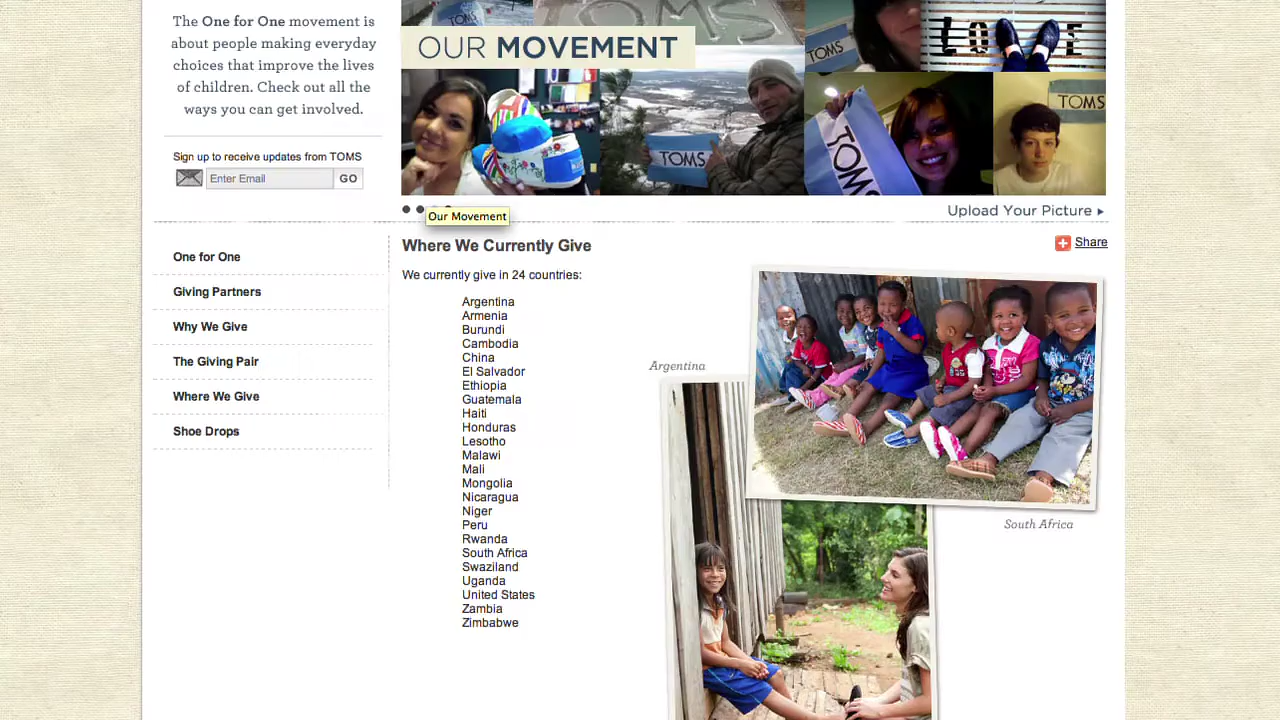 The One for One movement is
about people making everyday
choices that improve the lives
of children. Check out all the
ways you can get involved.
Sign up to receive updates from TOMS
Enter Email GO
OUR MOVEMENT
TOMS
TOMS
TOMS
TOMS
TOMS
Our Movement
Upload Your Picture
One for One
Giving Partners
Why We Give
The Giving Pair
Where We Give
Shoe Drops
Where We Currently Give
Share
We currently give in 24 countries:
Argentina
Armenia
Burundi
Cambodia
China
El Salvador
Ethiopia
Guatemala
Haiti
Honduras
Lesotho
Malawi
Mali
Mongolia
Nicaragua
Niger
Peru
Rwanda
South Africa
Swaziland
Uganda
United States
Zambia
Zimbabwe
Argentina
South Africa